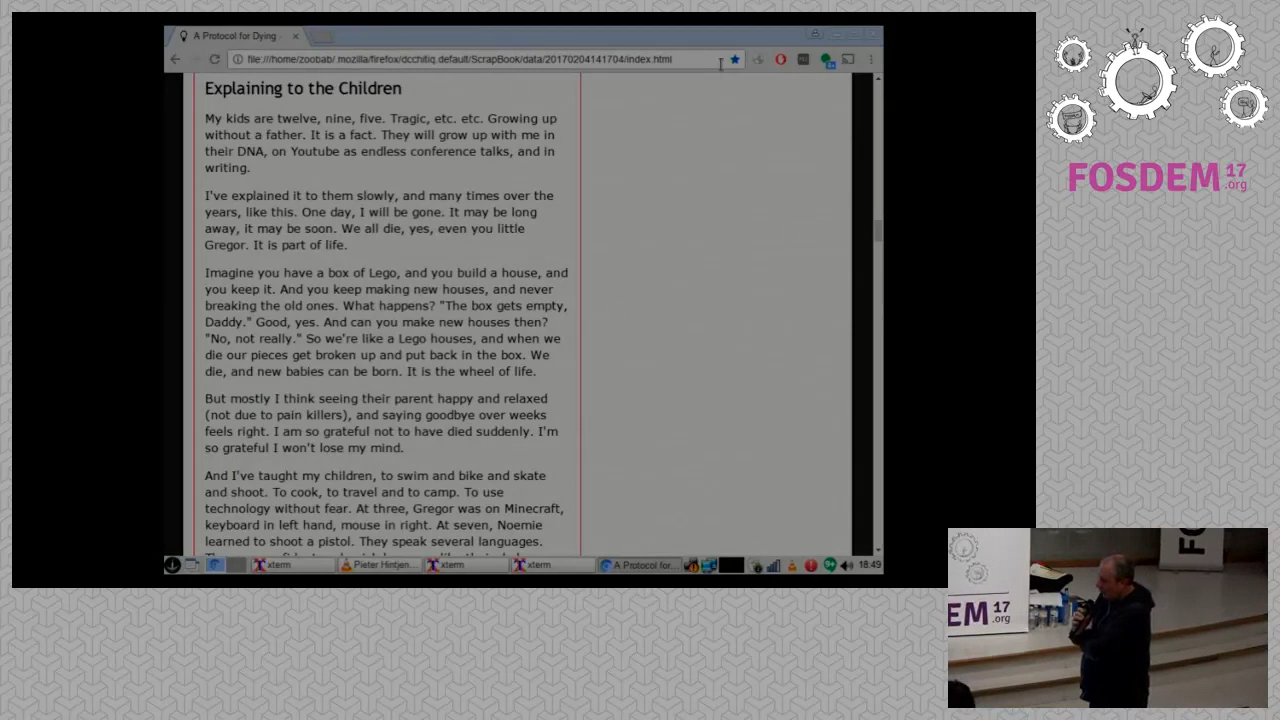 A Protocol for Dying
file:///home/zoobab/ mozilla/firefox/dcchfitiq.default/ScrapBook/data/20170204141704/index.html
Explaining to the Children
My kids are twelve, nine, five. Tragic, etc. etc. Growing up
without a father. It is a fact. They will grow up with me in
their DNA, on Youtube as endless conference talks, and in
writing.
I've explained it to them slowly, and many times over the
years, like this. One day, I will be gone. It may be long
away, it may be soon. We all die, yes, even you little
Gregor. It is part of life.
Imagine you have a box of Lego, and you build a house, and
you keep it. And you keep making new houses, and never
breaking the old ones. What happens? "The box gets empty,
Daddy." Good, yes. And can you make new houses then?
"No, not really." So we're like a Lego houses, and when we
die our pieces get broken up and put back in the box. We
die, and new babies can be born. It is the wheel of life.
But mostly I think seeing their parent happy and relaxed
(not due to pain killers), and saying goodbye over weeks
feels right. I am so grateful not to have died suddenly. I'm
so grateful I won't lose my mind.
And I've taught my children, to swim and bike and skate
and shoot. To cook, to travel and to camp. To use
technology without fear. At three, Gregor was on Minecraft,
keyboard in left hand, mouse in right. At seven, Noemie
learned to shoot a pistol. They speak several languages.
xterm
Pieter Hintjen...
xterm
xterm
A Protocol for...
18:49
FOSDEM 17
.org
EM 17
.org
FO